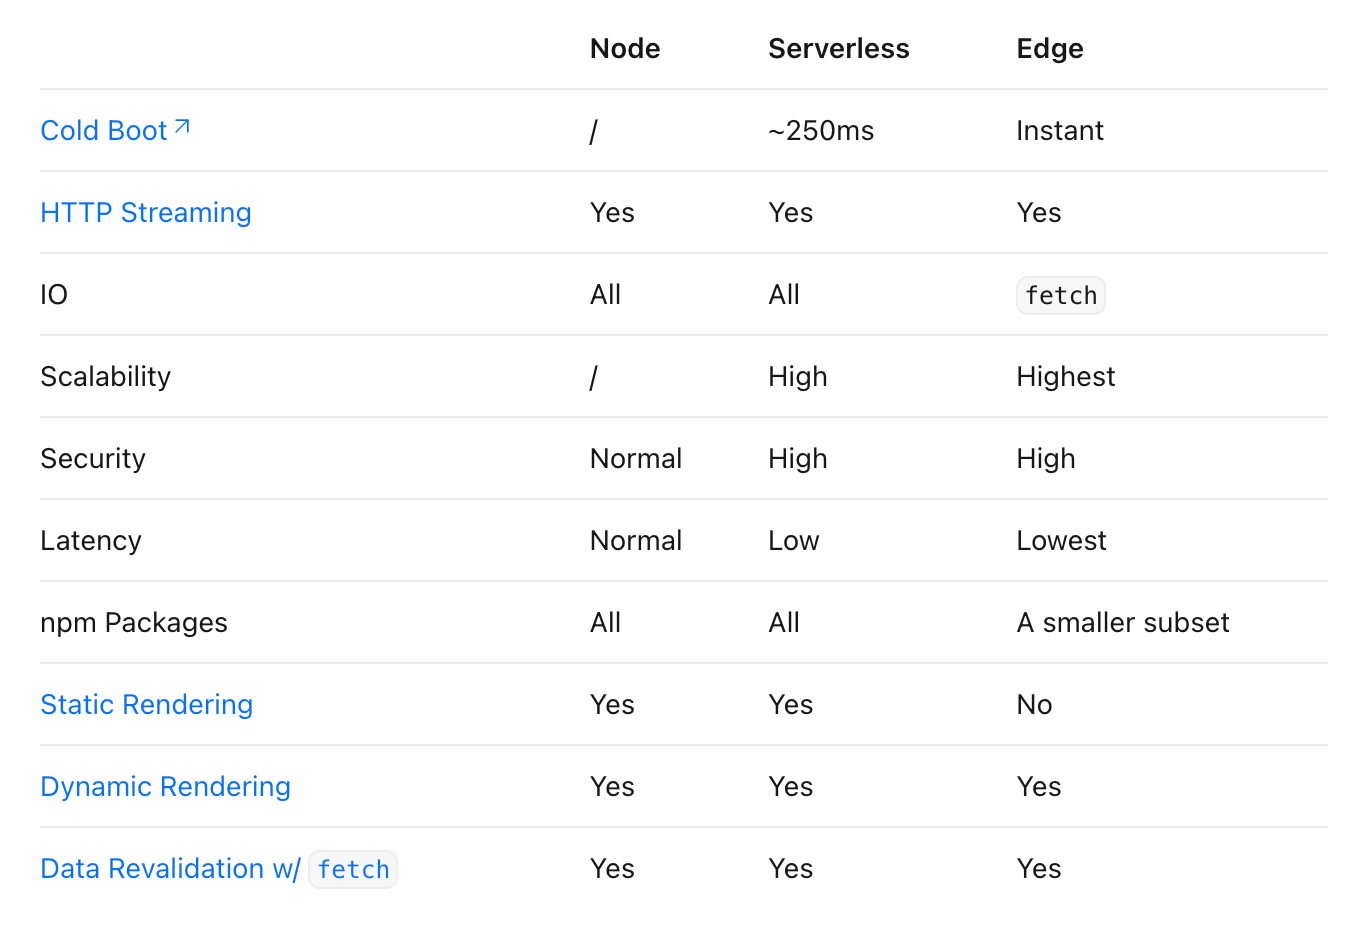 Node Serverless Edge
Cold Boot ↗ / ~250ms Instant
HTTP Streaming Yes Yes Yes
IO All All fetch
Scalability / High Highest
Security Normal High High
Latency Normal Low Lowest
npm Packages All All A smaller subset
Static Rendering Yes Yes No
Dynamic Rendering Yes Yes Yes
Data Revalidation w/ fetch Yes Yes Yes